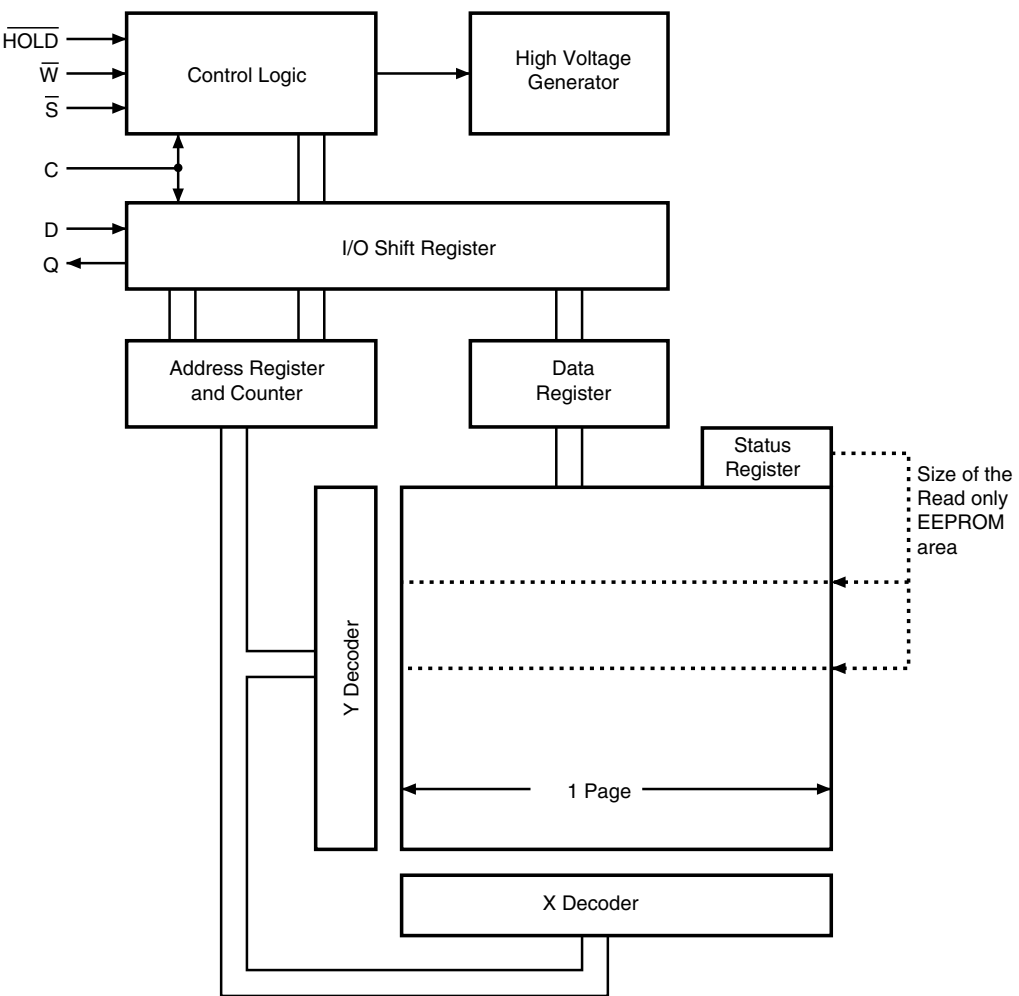 HOLD
W
S
C
D
Q
Control Logic
High Voltage
Generator
I/O Shift Register
Address Register
and Counter
Data
Register
Status
Register
Size of the
Read only
EEPROM
area
Y Decoder
1 Page
X Decoder